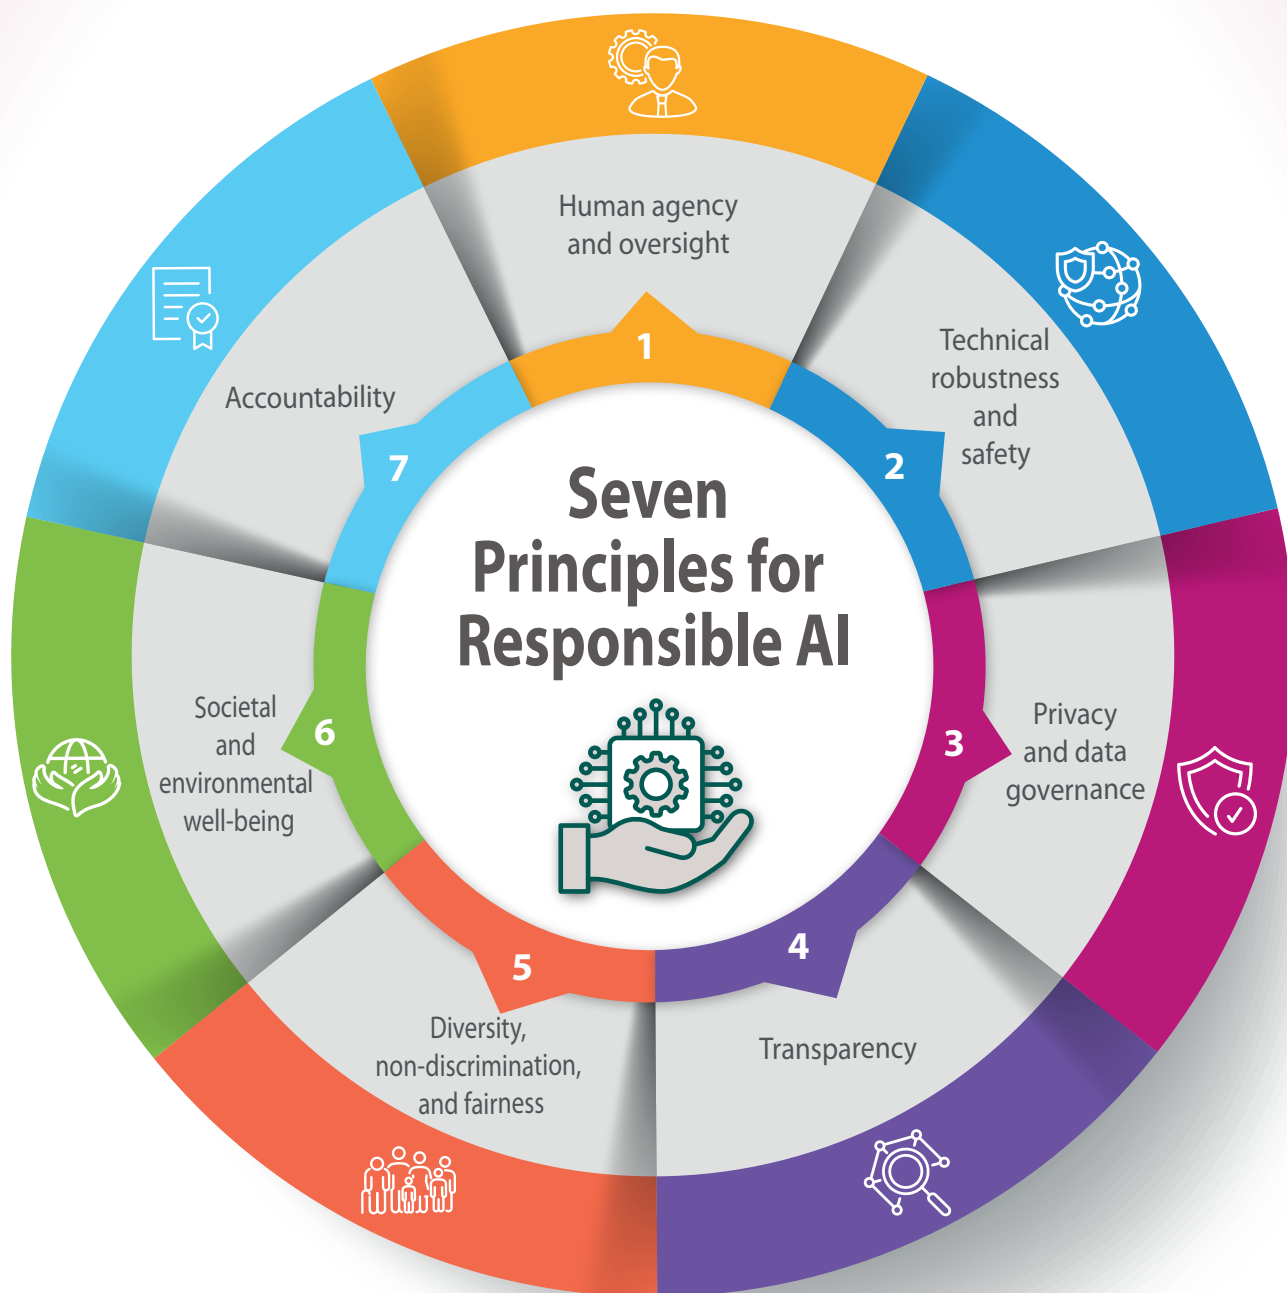 Seven
Principles for
Responsible AI
1
Human agency
and oversight
2
Technical
robustness
and
safety
3
Privacy
and data
governance
4
Transparency
5
Diversity,
non-discrimination,
and fairness
6
Societal
and
environmental
well-being
7
Accountability